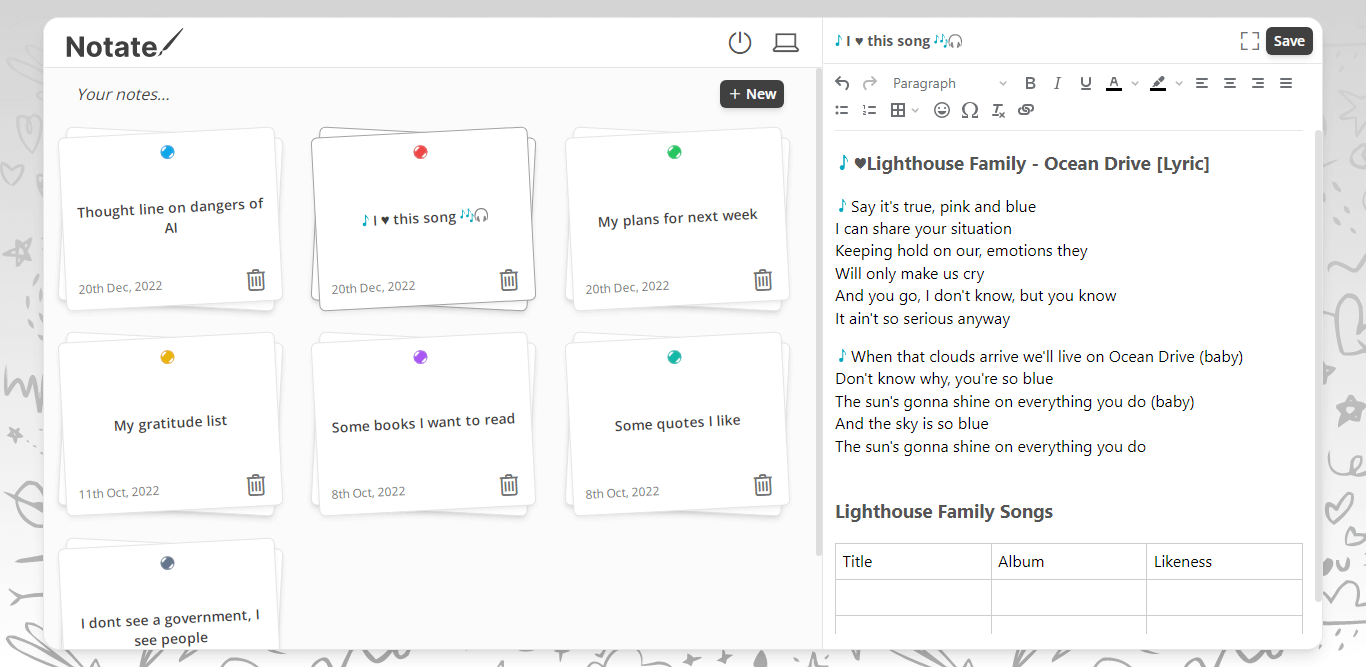 Notate
Your notes...
+ New
Thought line on dangers of
AI
20th Dec, 2022
♪ I ♥ this song 🎶🎧
20th Dec, 2022
My plans for next week
20th Dec, 2022
My gratitude list
11th Oct, 2022
Some books I want to read
8th Oct, 2022
Some quotes I like
8th Oct, 2022
I dont see a government, I
see people
♪ I ♥ this song 🎶🎧
Save
Paragraph
B I U A
♪ ♥Lighthouse Family - Ocean Drive [Lyric]
♪ Say it's true, pink and blue
I can share your situation
Keeping hold on our, emotions they
Will only make us cry
And you go, I don't know, but you know
It ain't so serious anyway
♪ When that clouds arrive we'll live on Ocean Drive (baby)
Don't know why, you're so blue
The sun's gonna shine on everything you do (baby)
And the sky is so blue
The sun's gonna shine on everything you do
Lighthouse Family Songs
Title Album Likeness